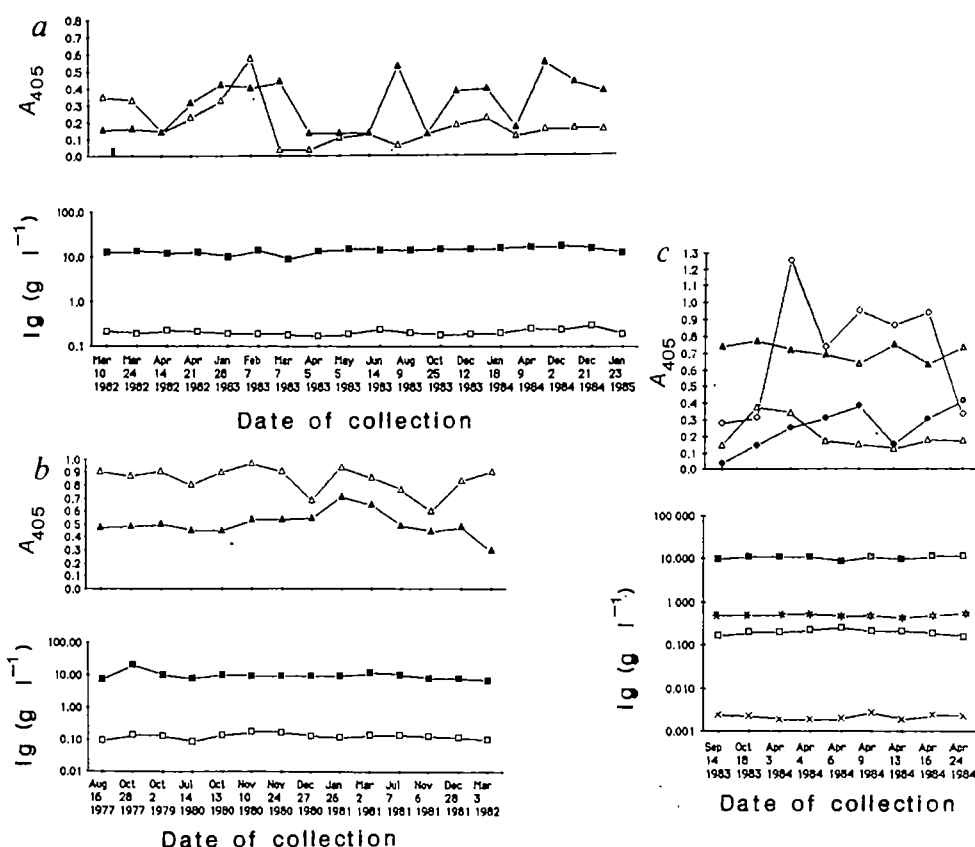 a
0.8
0.7
0.6
0.5
0.4
0.3
0.2
0.1
0.0
A405
100.0
10.0
1.0
0.1
Ig (g l−1)
Mar Mar Apr Apr Jan Feb Mar Apr May Jun Aug Oct Dec Jan Apr Dec Dec Jan
10 24 14 21 28 7 7 5 5 14 9 25 12 18 9 2 21 23
1982 1982 1982 1982 1983 1983 1983 1983 1983 1983 1983 1983 1983 1984 1984 1984 1984 1985
Date of collection
b
1.0
0.9
0.8
0.7
0.6
0.5
0.4
0.3
0.2
0.1
0.0
A405
100.00
10.00
1.00
0.10
0.01
Ig (g l−1)
Aug Oct Oct Jul Oct Nov Nov Dec Jan Mar Jul Nov Dec Mar
16 28 2 14 13 10 24 27 26 2 7 6 28 3
1977 1977 1979 1980 1980 1980 1980 1980 1981 1981 1981 1981 1981 1982
Date of collection
c
1.3
1.2
1.1
1.0
0.9
0.8
0.7
0.6
0.5
0.4
0.3
0.2
0.1
0.0
A405
100.000
10.000
1.000
0.100
0.010
0.001
Ig (g l−1)
Sep Oct Apr Apr Apr Apr Apr Apr Apr
14 18 3 4 6 9 13 16 24
1983 1983 1984 1984 1984 1984 1984 1984 1984
Date of collection